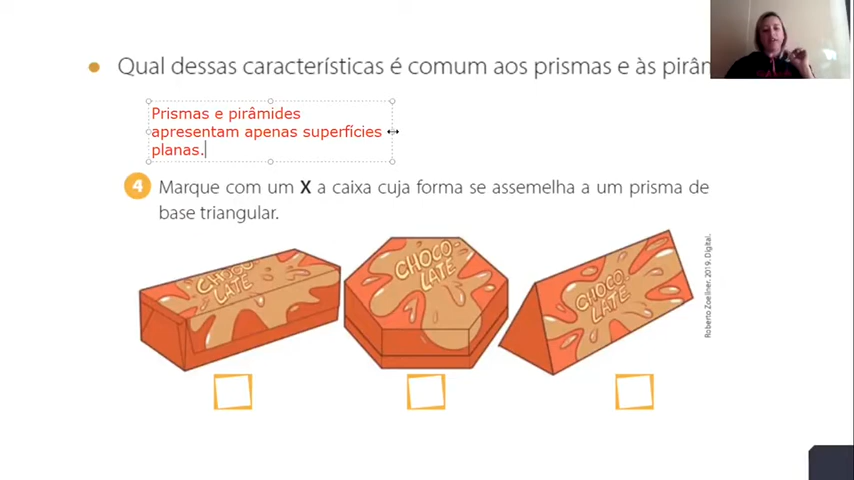 Qual dessas características é comum aos prismas e às
Prismas e pirâmides
apresentam apenas superfícies
planas.
4 Marque com um X a caixa cuja forma se assemelha a um prisma de
base triangular.
CHOCO-
LATE
CHOCO-
LATE
CHOCO-
LATE
Roberto Zoellner. 2019. Digital.